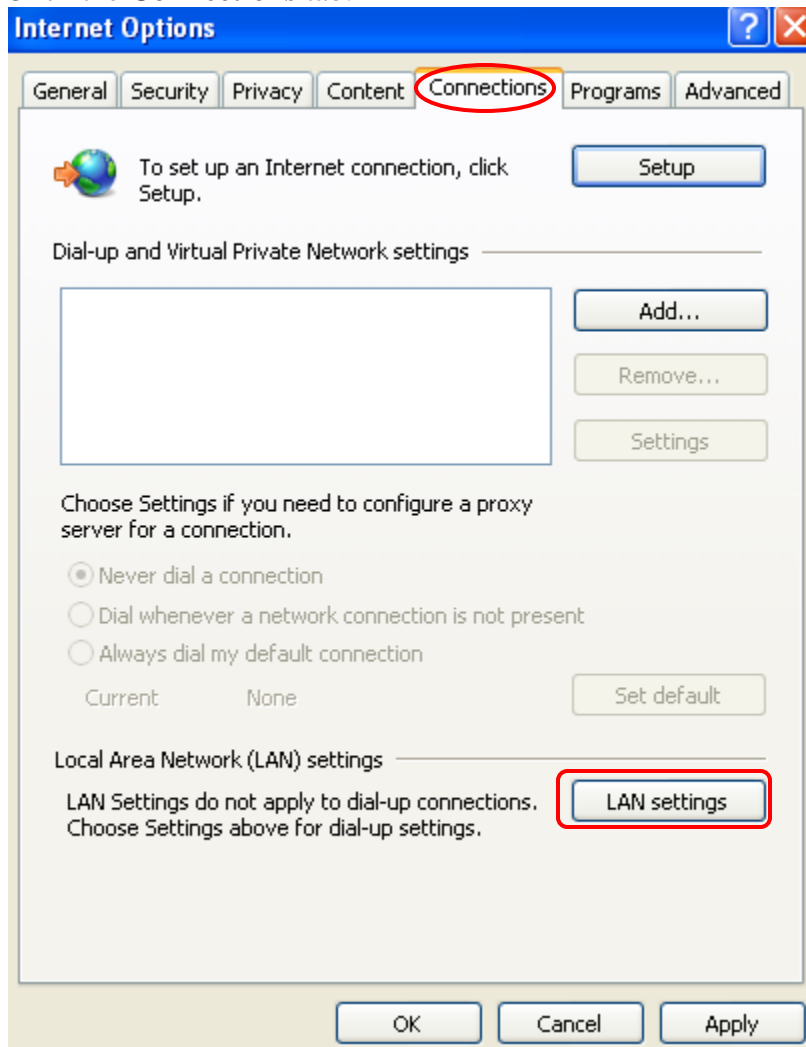 Internet Options
General Security Privacy Content Connections Programs Advanced
To set up an Internet connection, click
Setup.
Setup
Dial-up and Virtual Private Network settings
Add...
Remove...
Settings
Choose Settings if you need to configure a proxy
server for a connection.
Never dial a connection
Dial whenever a network connection is not present
Always dial my default connection
Current None
Set default
Local Area Network (LAN) settings
LAN Settings do not apply to dial-up connections.
Choose Settings above for dial-up settings.
LAN settings
OK Cancel Apply